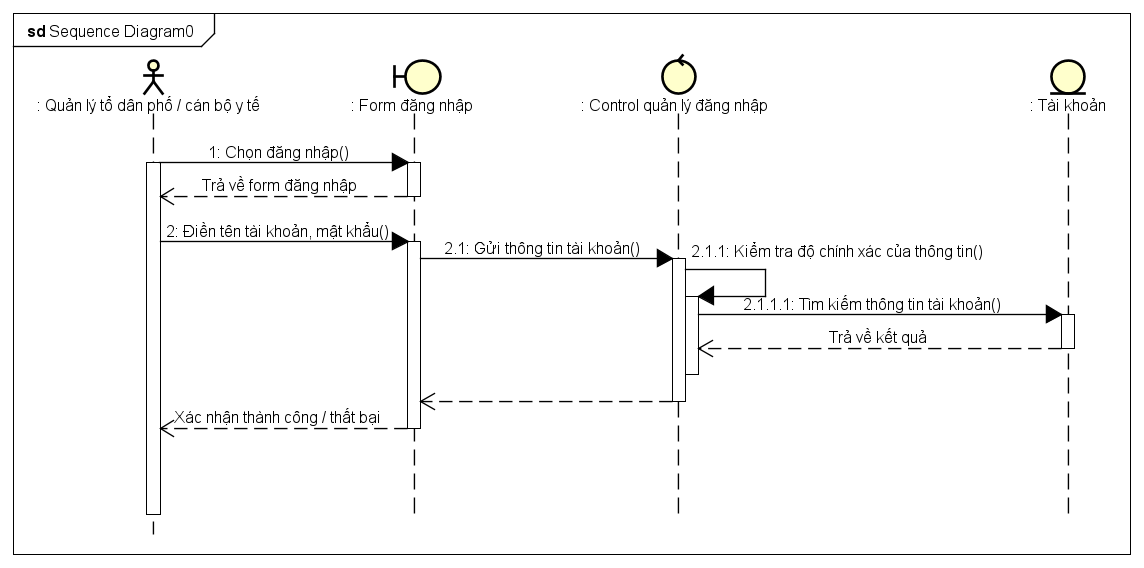 sd Sequence Diagram0
: Quản lý tổ dân phố / cán bộ y tế
: Form đăng nhập
: Control quản lý đăng nhập
: Tài khoản
1: Chọn đăng nhập()
Trả về form đăng nhập
2: Điền tên tài khoản, mật khẩu()
2.1: Gửi thông tin tài khoản()
2.1.1: Kiểm tra độ chính xác của thông tin()
2.1.1.1: Tìm kiếm thông tin tài khoản()
Trả về kết quả
Xác nhận thành công / thất bại